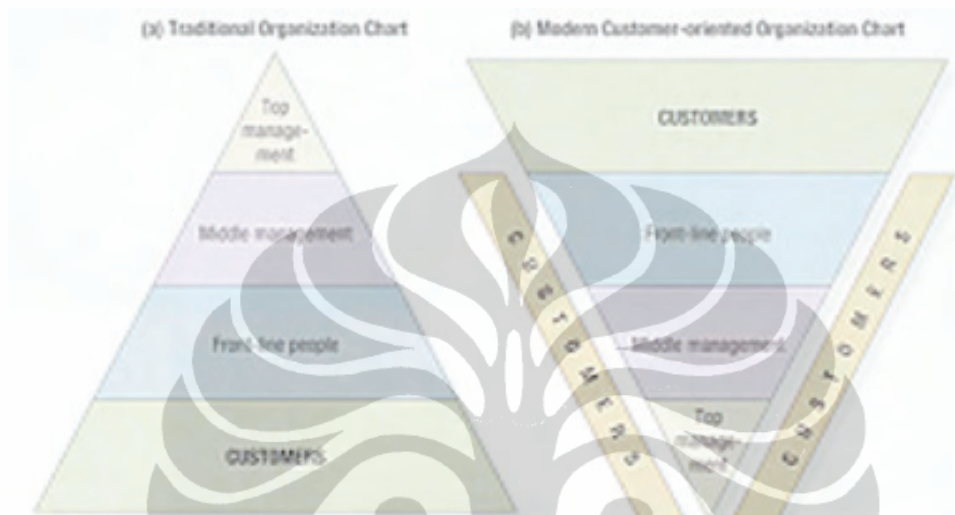 (a) Traditional Organization Chart
Top
manage-
ment
Middle management
Front-line people
CUSTOMERS
(b) Modern Customer-oriented Organization Chart
CUSTOMERS
Front-line people
Middle management
Top
manage-
ment
CUSTOMERS
CUSTOMERS